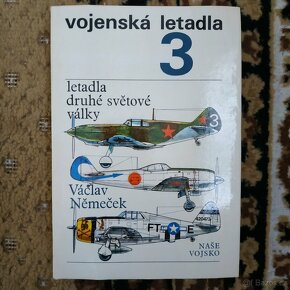 vojenská letadla
3
letadla
druhé světové
války
3
Václav
Němeček
FT E
NAŠE
VOJSKO